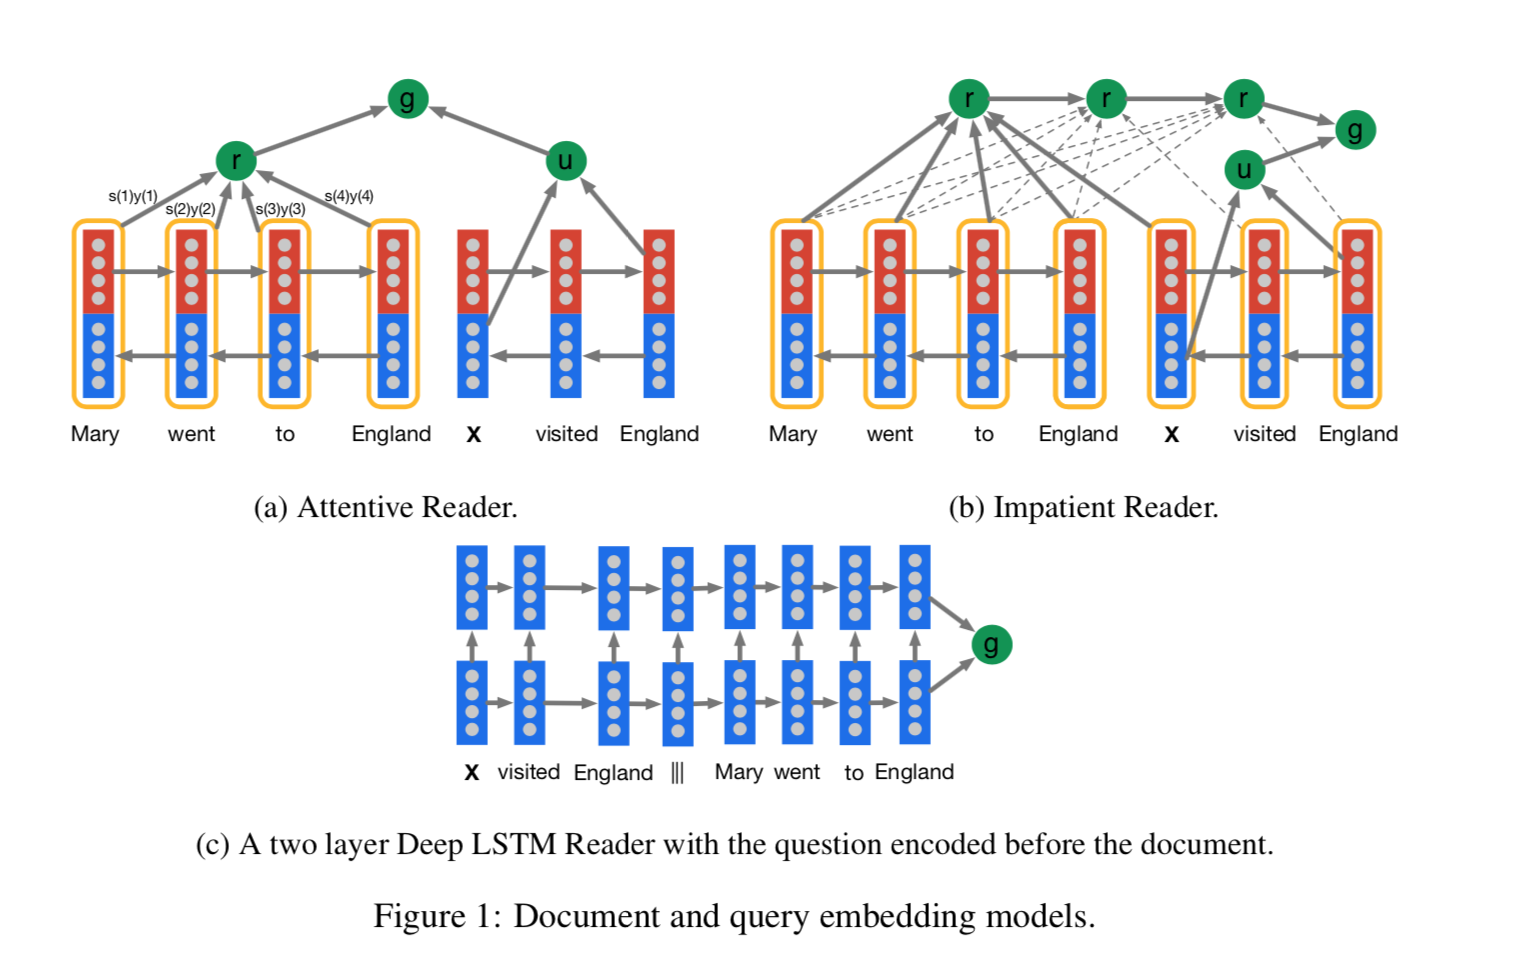 g
r
u
s(1)y(1)
s(2)y(2)
s(3)y(3)
s(4)y(4)
Mary went to England X visited England
(a) Attentive Reader.
r r r
g
u
Mary went to England X visited England
(b) Impatient Reader.
g
X visited England ||| Mary went to England
(c) A two layer Deep LSTM Reader with the question encoded before the document.
Figure 1: Document and query embedding models.